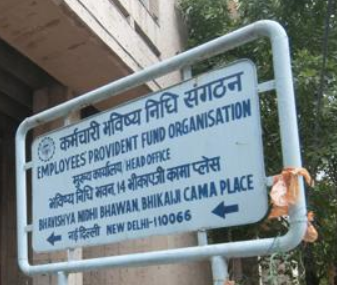 कर्मचारी भविष्य निधि संगठन
EMPLOYEES PROVIDENT FUND ORGANISATION
मुख्य कार्यालय/HEAD OFFICE
भविष्य निधि भवन, 14 भीकाएजी कामा प्लेस
BHAVISHYA NIDHI BHAWAN, BHIKAIJI CAMA PLACE
नई दिल्ली NEW DELHI-110066